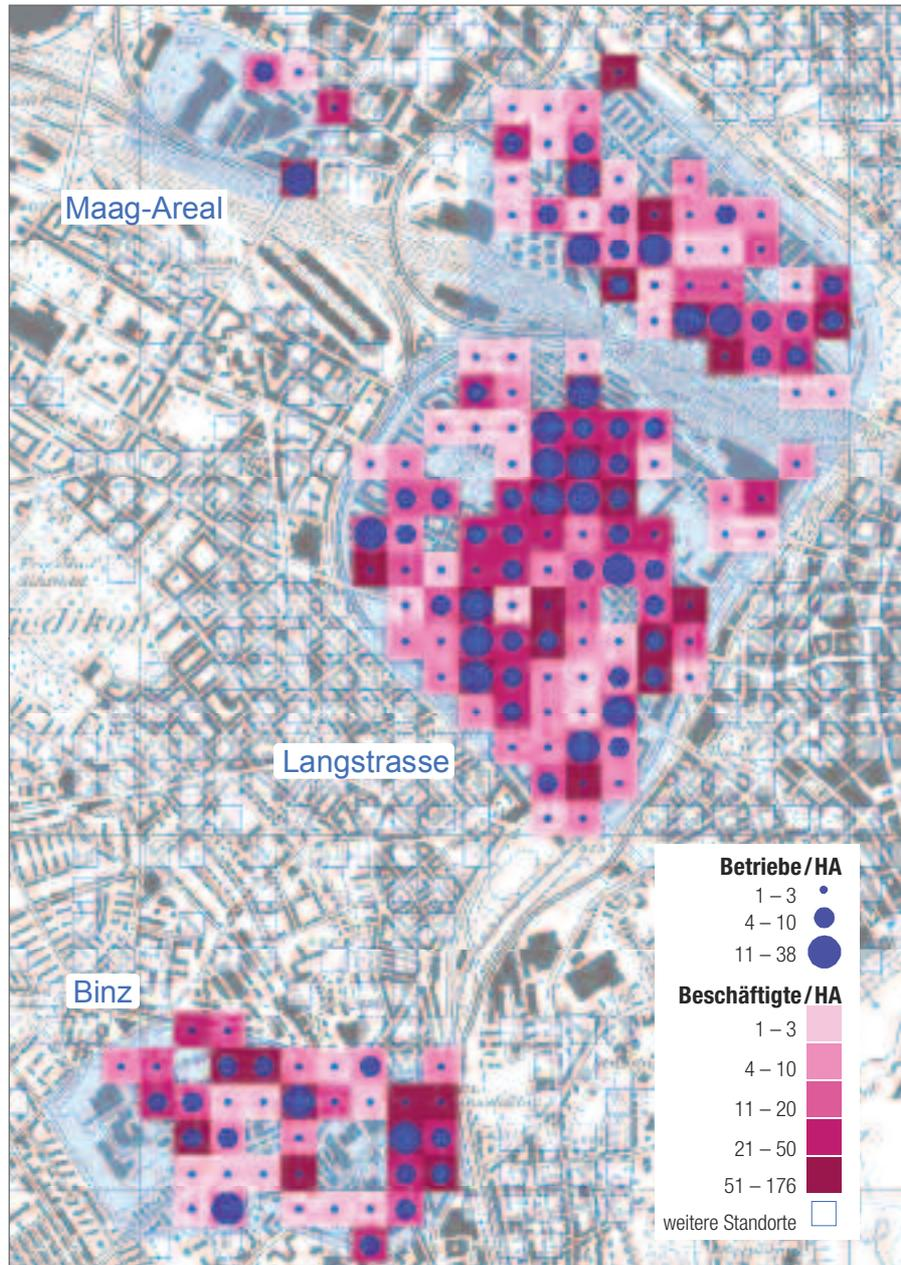 Maag-Areal
Langstrasse
Binz
Betriebe/HA
1 – 3
4 – 10
11 – 38
Beschäftigte/HA
1 – 3
4 – 10
11 – 20
21 – 50
51 – 176
weitere Standorte